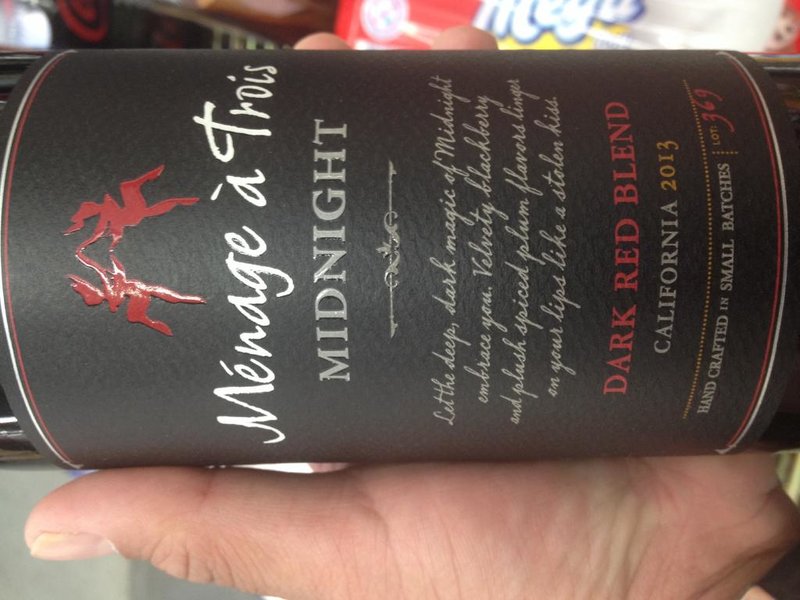 Mega
Ménage à Trois
MIDNIGHT
Let the deep, dark magic of Midnight
embrace you. Velvety blackberry
and plush spiced plum flavors linger
on your lips like a stolen kiss.
DARK RED BLEND
CALIFORNIA 2013
HAND CRAFTED IN SMALL BATCHES LOT: 369